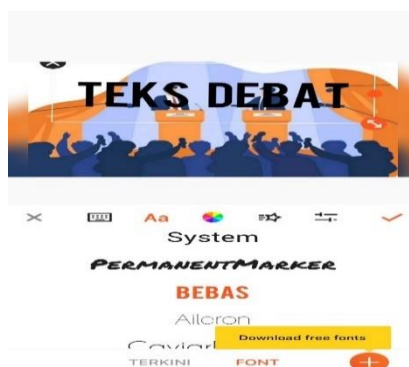 TEKS DEBAT
Aa
System
PERMANENTMARKER
BEBAS
Aileron
Download free fonts
TERKINI FONT